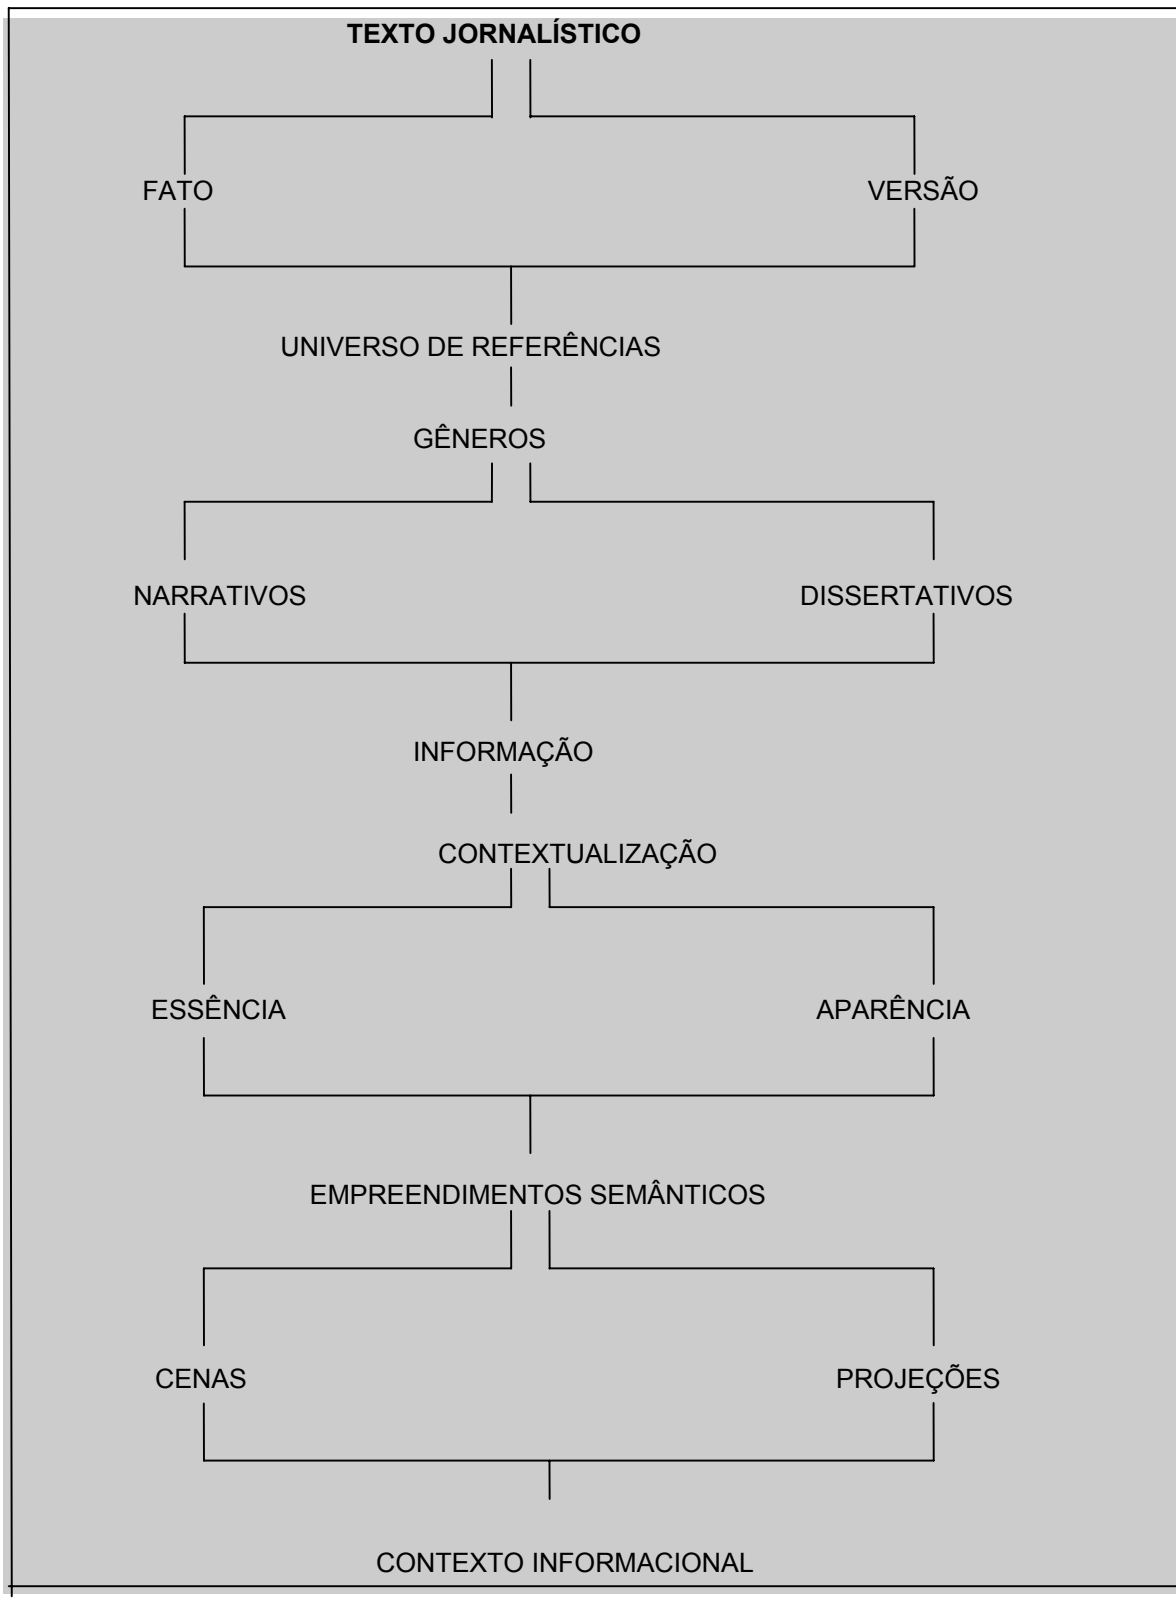 TEXTO JORNALÍSTICO
FATO
VERSÃO
UNIVERSO DE REFERÊNCIAS
GÊNEROS
NARRATIVOS
DISSERTATIVOS
INFORMAÇÃO
CONTEXTUALIZAÇÃO
ESSÊNCIA
APARÊNCIA
EMPREENDIMENTOS SEMÂNTICOS
CENAS
PROJEÇÕES
CONTEXTO INFORMACIONAL